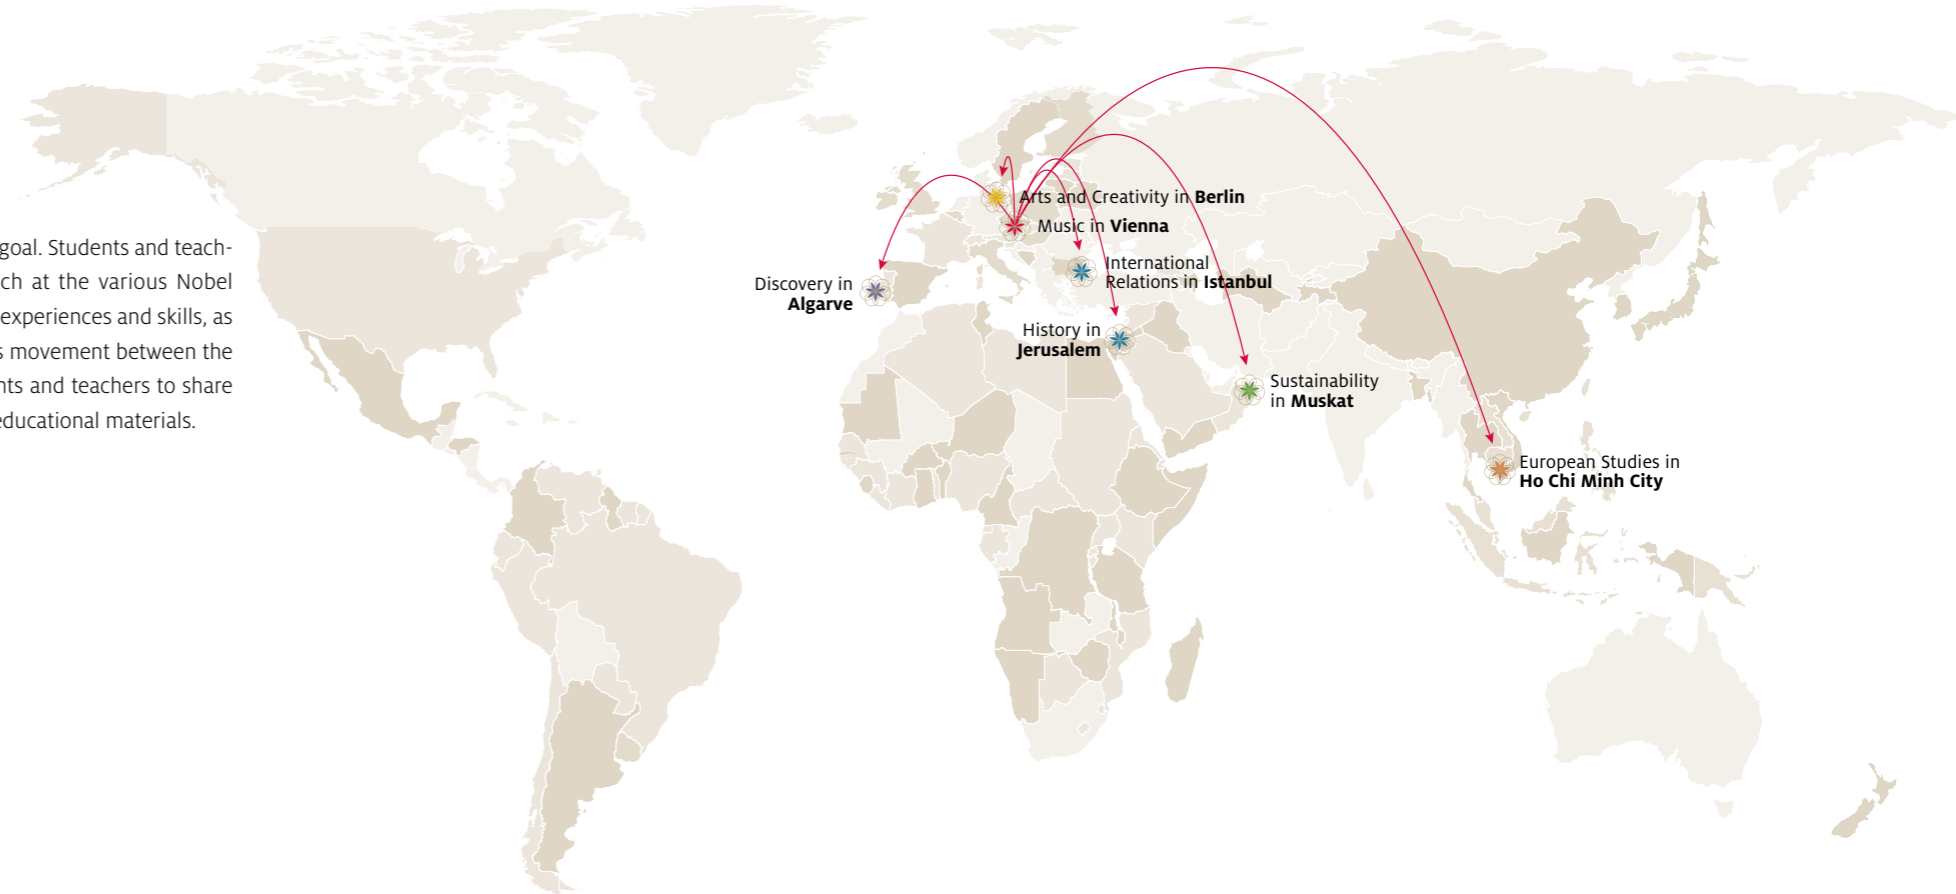 goal. Students and teach-
ch at the various Nobel
experiences and skills, as
s movement between the
nts and teachers to share
educational materials.
Arts and Creativity in Berlin
Music in Vienna
International
Relations in Istanbul
Discovery in
Algarve
History in
Jerusalem
Sustainability
in Muskat
European Studies in
Ho Chi Minh City